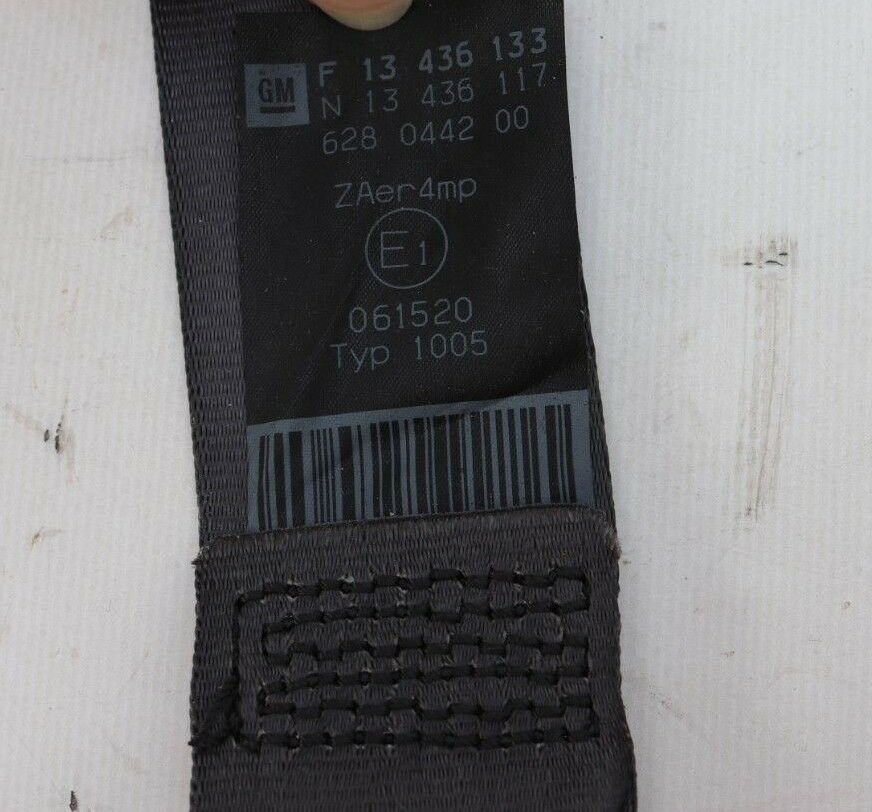 GM
F 13 436 133
N 13 436 117
628 0442 00
ZAer4mp
E1
061520
Typ 1005